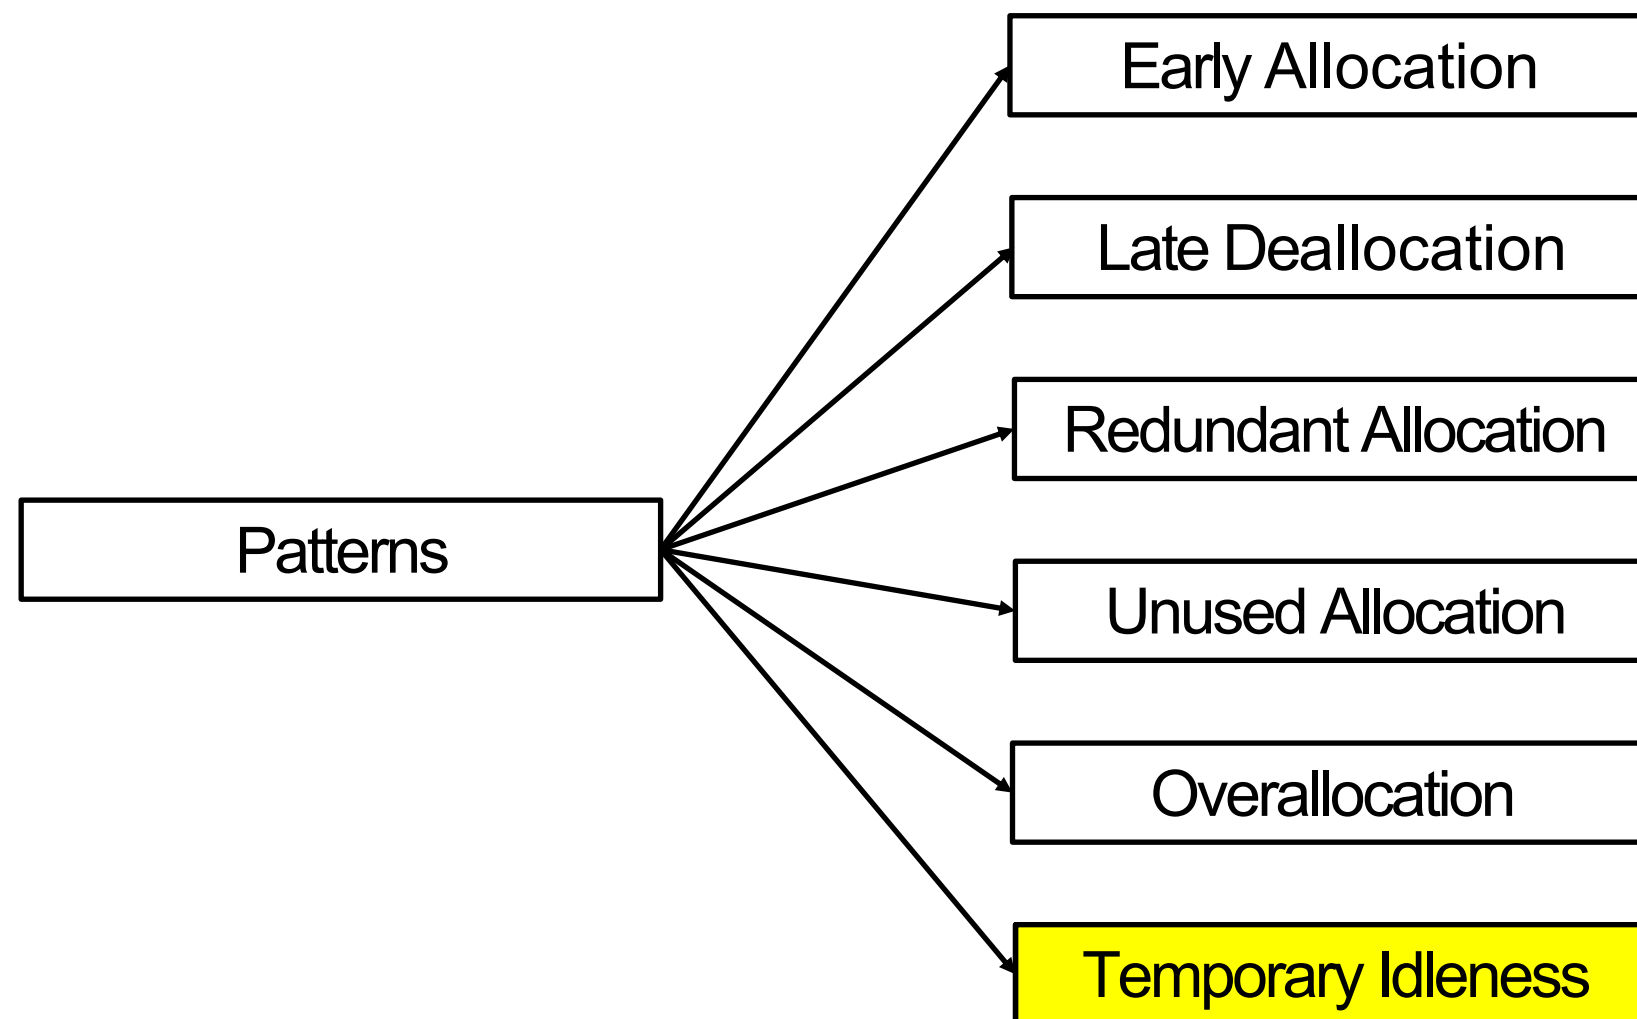 Early Allocation
Late Deallocation
Redundant Allocation
Patterns
Unused Allocation
Overallocation
Temporary Idleness